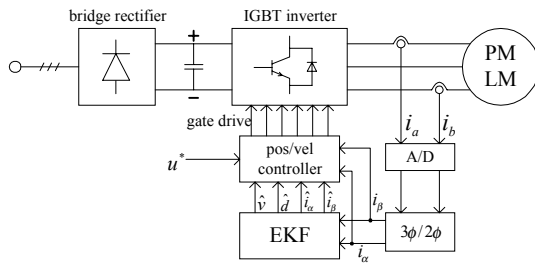 bridge rectifier
IGBT inverter
+
−
PM
LM
gate drive
i_a
i_b
A/D
u*
pos/vel
controller
i_β
v̂
d̂
î_α
î_β
EKF
3ϕ/2ϕ
i_α